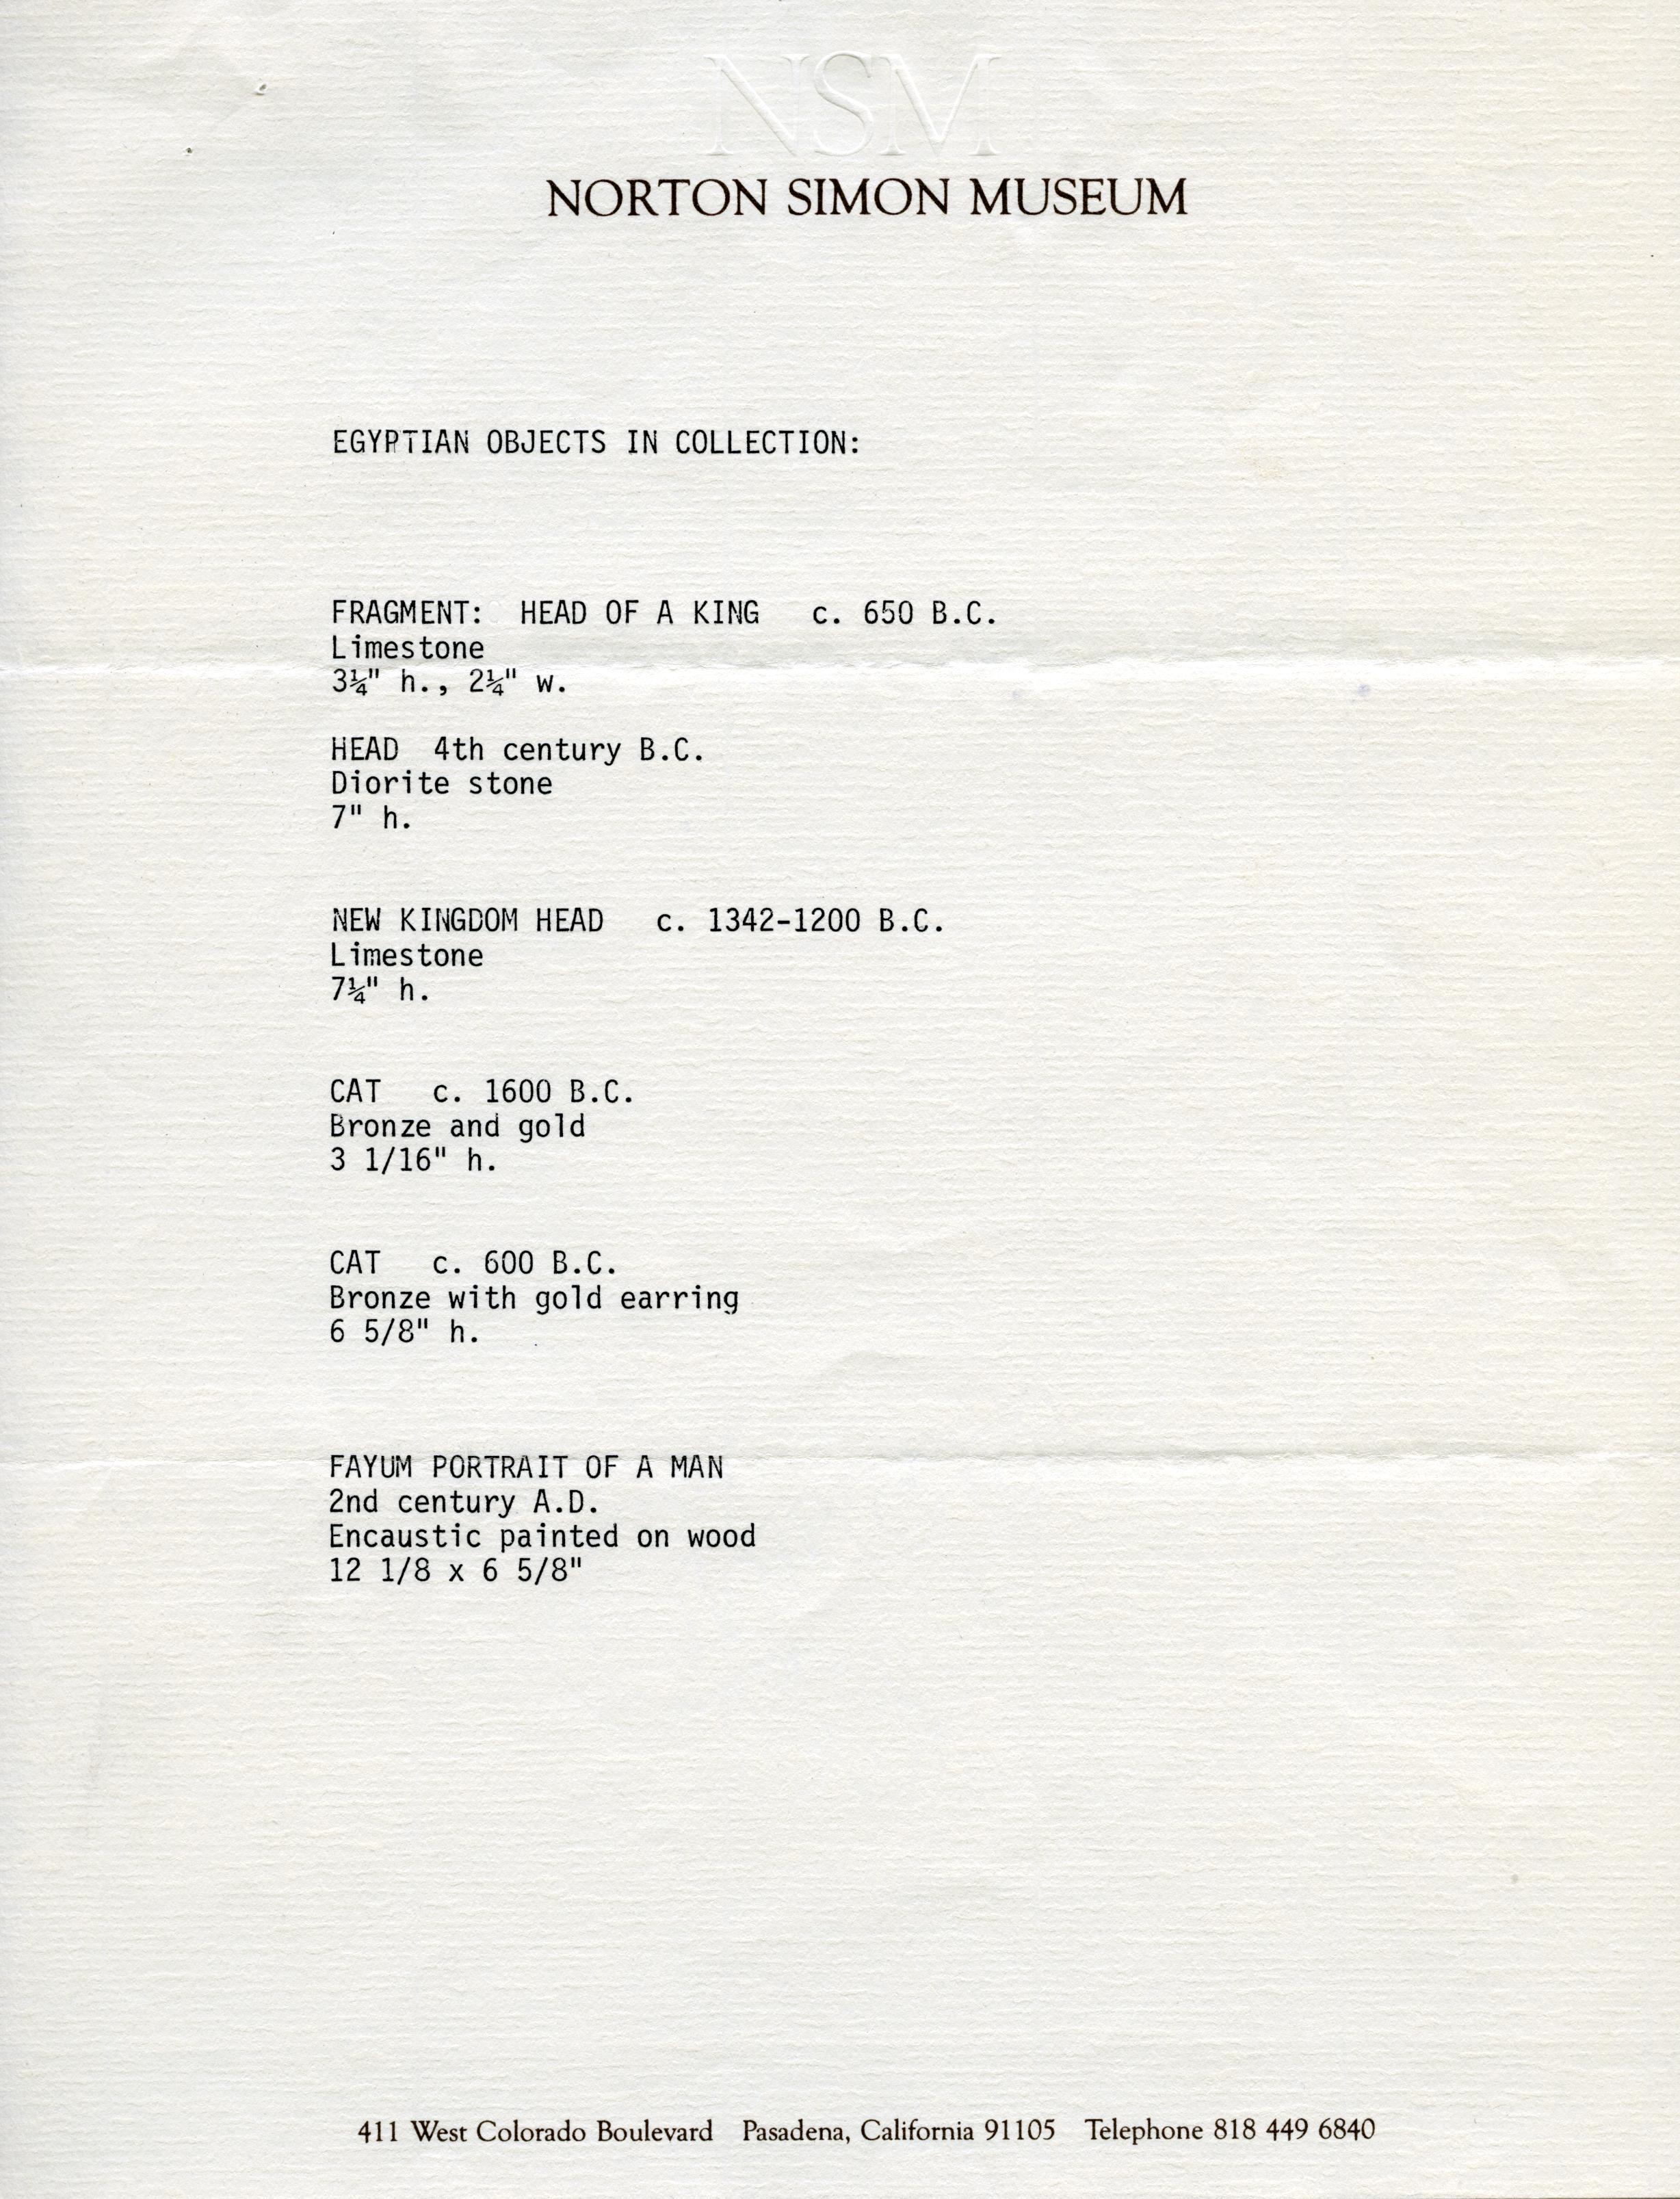 NSM
NORTON SIMON MUSEUM
EGYPTIAN OBJECTS IN COLLECTION:
FRAGMENT: HEAD OF A KING c. 650 B.C.
Limestone
3¼" h., 2¼" w.
HEAD 4th century B.C.
Diorite stone
7" h.
NEW KINGDOM HEAD c. 1342-1200 B.C.
Limestone
7¼" h.
CAT c. 1600 B.C.
Bronze and gold
3 1/16" h.
CAT c. 600 B.C.
Bronze with gold earring
6 5/8" h.
FAYUM PORTRAIT OF A MAN
2nd century A.D.
Encaustic painted on wood
12 1/8 x 6 5/8"
411 West Colorado Boulevard Pasadena, California 91105 Telephone 818 449 6840